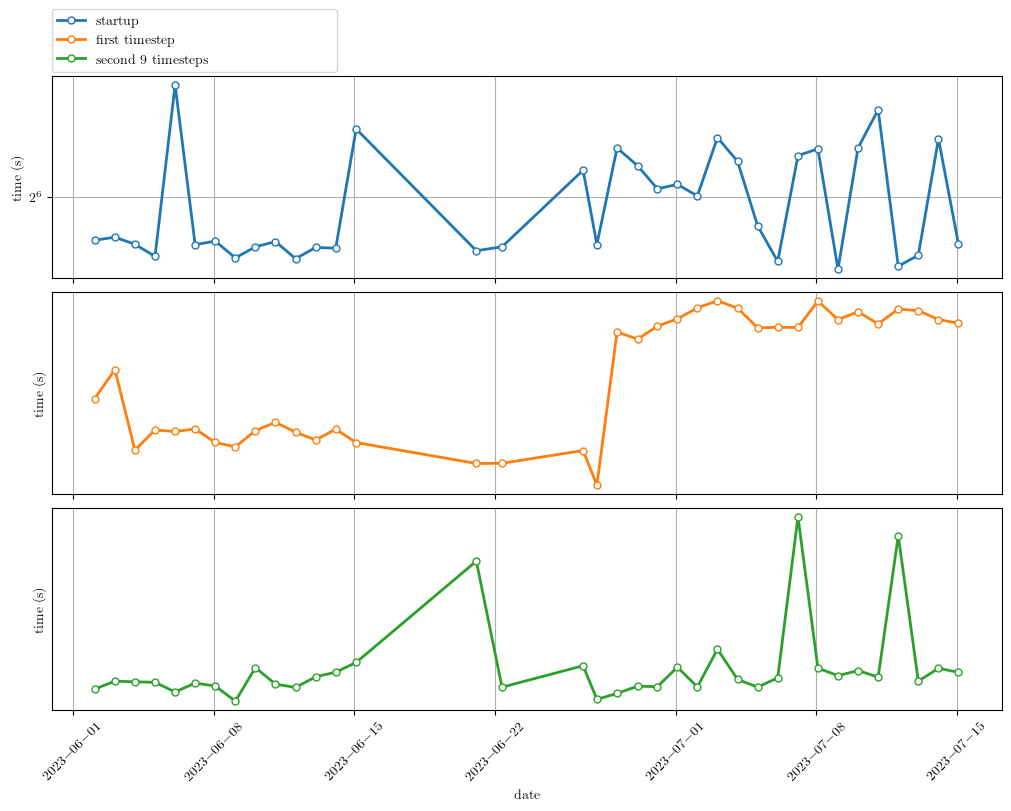 startup
first timestep
second 9 timesteps
time (s)
2^6
time (s)
time (s)
2023−06−01
2023−06−08
2023−06−15
2023−06−22
2023−07−01
2023−07−08
2023−07−15
date